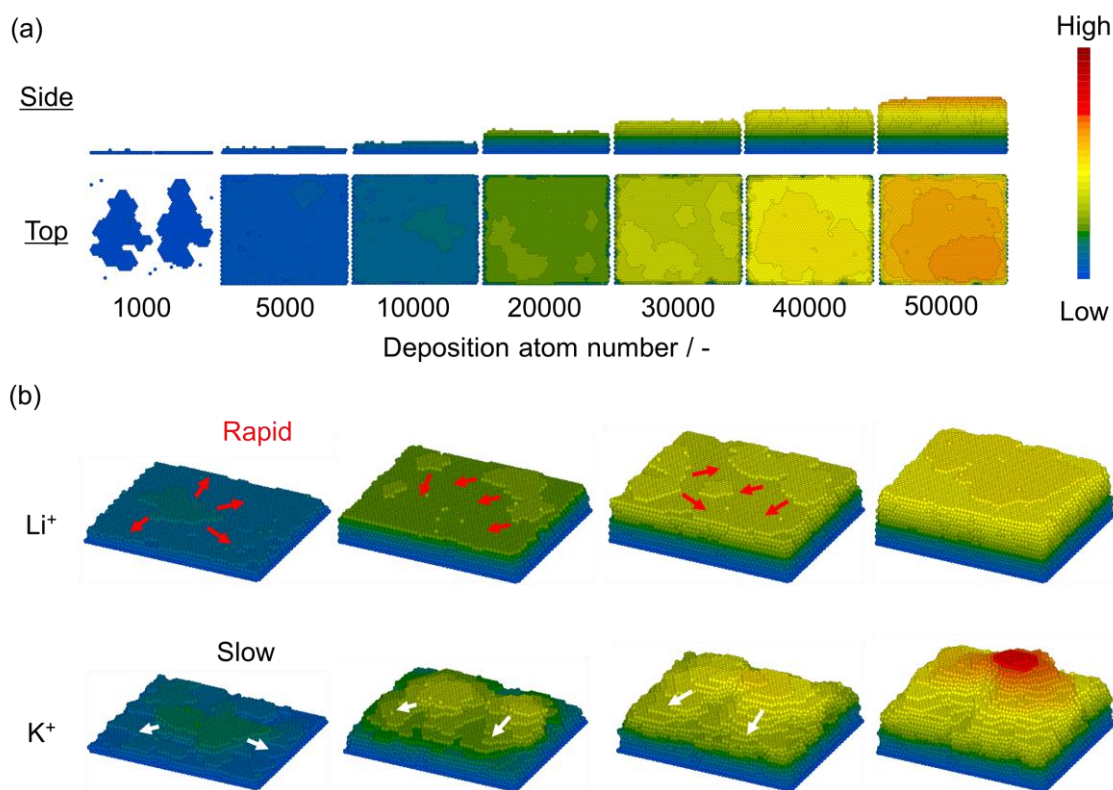 (a)
High
Side
Top
Low
1000 5000 10000 20000 30000 40000 50000
Deposition atom number / -
(b)
Rapid
Li⁺
Slow
K⁺